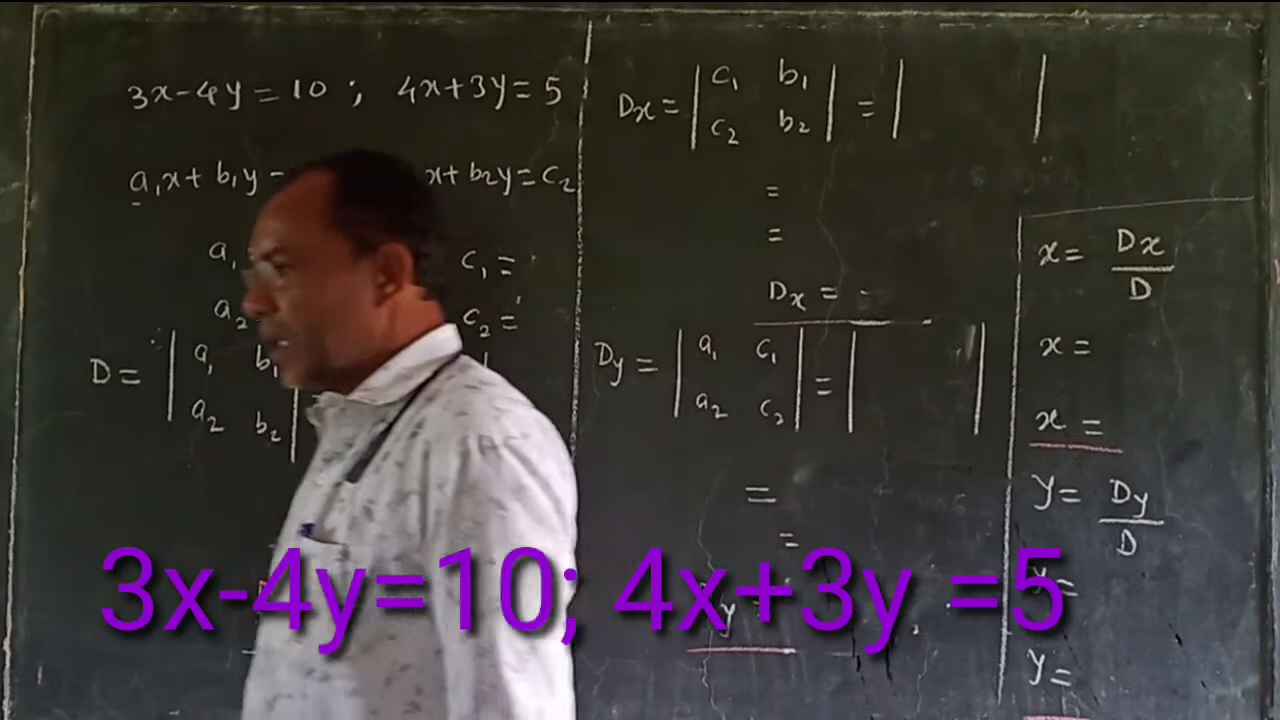 3x-4y=10 ; 4x+3y=5
a₁x+b₁y= x+b₂y=c₂
a₁ c₁=
a₂ c₂=
D= | a₁ b₁
a₂ b₂ |
Dx= | c₁ b₁ | = | |
c₂ b₂
=
=
Dx=
Dy= | a₁ c₁ | = | |
a₂ c₂
=
=
y
x= Dx
D
x=
x=
y= Dy
D
y=
y=
3x-4y=10; 4x+3y =5